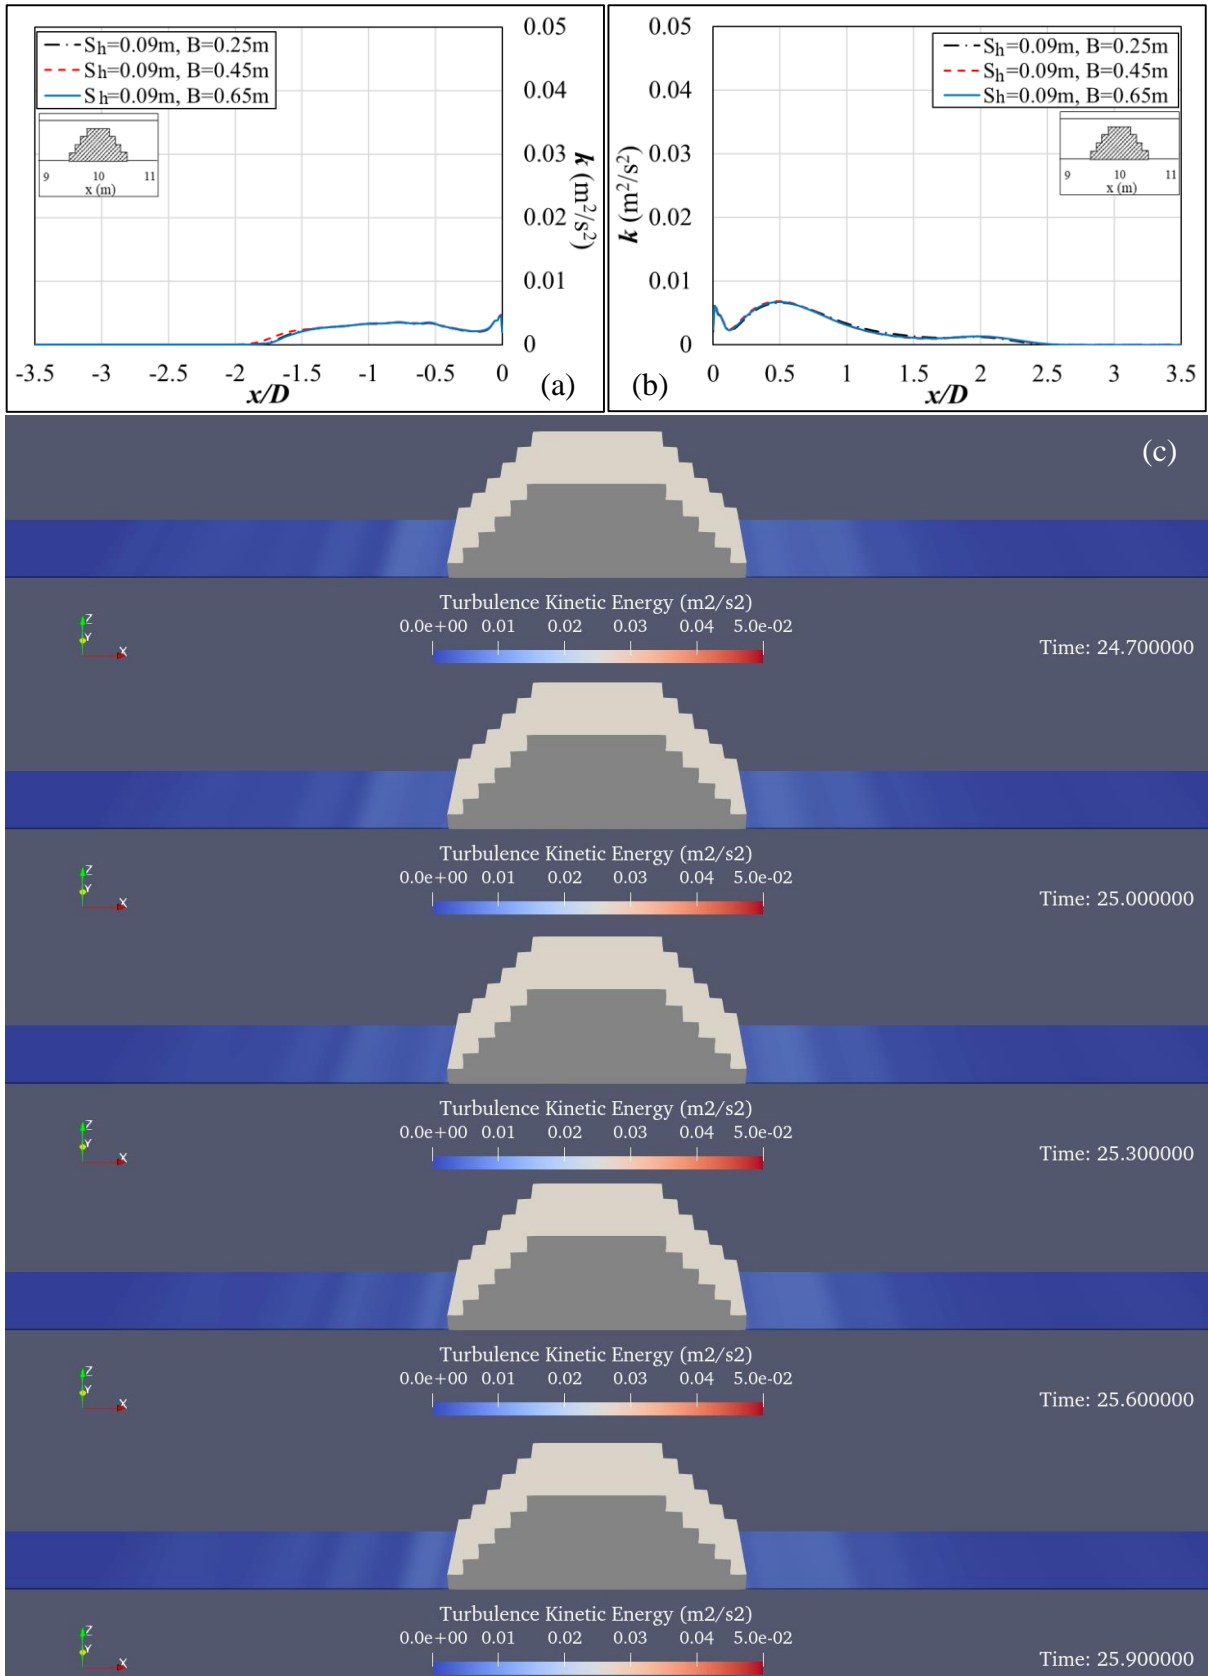 S_h=0.09m, B=0.25m
S_h=0.09m, B=0.45m
S_h=0.09m, B=0.65m
9 10 11
x (m)
0.05
0.04
0.03
0.02
0.01
0
k (m²/s²)
-3.5 -3 -2.5 -2 -1.5 -1 -0.5 0
x/D
(a)
S_h=0.09m, B=0.25m
S_h=0.09m, B=0.45m
S_h=0.09m, B=0.65m
9 10 11
x (m)
0.05
0.04
0.03
0.02
0.01
0
k (m²/s²)
0 0.5 1 1.5 2 2.5 3 3.5
x/D
(b)
(c)
Turbulence Kinetic Energy (m2/s2)
0.0e+00 0.01 0.02 0.03 0.04 5.0e-02
Z
Y
X
Time: 24.700000
Turbulence Kinetic Energy (m2/s2)
0.0e+00 0.01 0.02 0.03 0.04 5.0e-02
Z
Y
X
Time: 25.000000
Turbulence Kinetic Energy (m2/s2)
0.0e+00 0.01 0.02 0.03 0.04 5.0e-02
Z
Y
X
Time: 25.300000
Turbulence Kinetic Energy (m2/s2)
0.0e+00 0.01 0.02 0.03 0.04 5.0e-02
Z
Y
X
Time: 25.600000
Turbulence Kinetic Energy (m2/s2)
0.0e+00 0.01 0.02 0.03 0.04 5.0e-02
Z
Y
X
Time: 25.900000